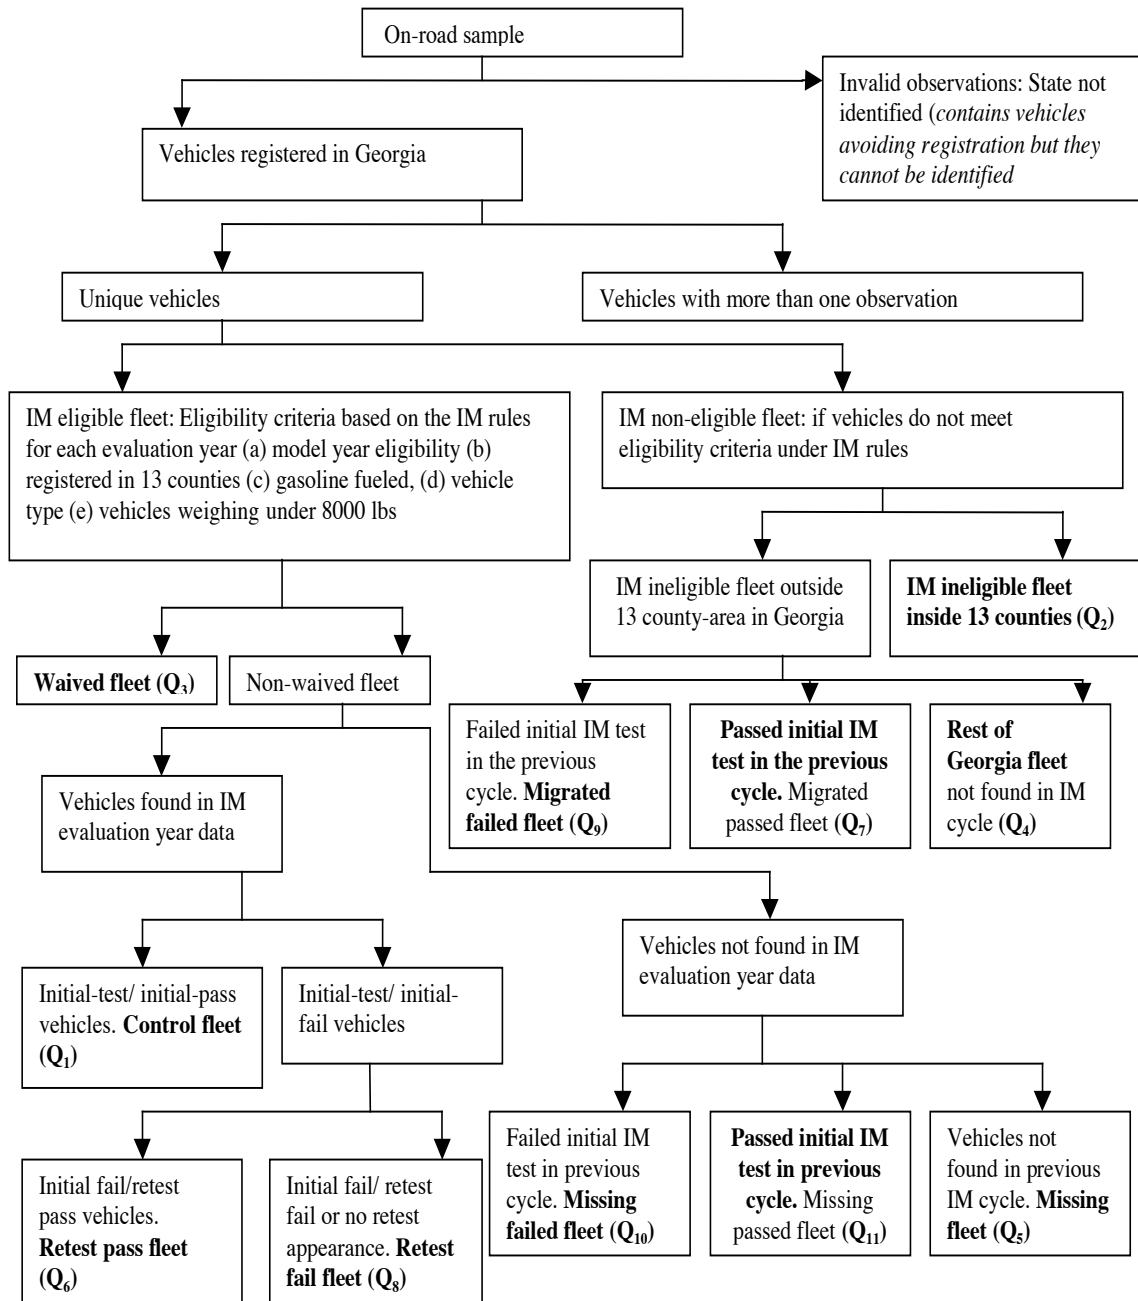 On-road sample
Invalid observations: State not
identified (contains vehicles
avoiding registration but they
cannot be identified
Vehicles registered in Georgia
Unique vehicles
Vehicles with more than one observation
IM eligible fleet: Eligibility criteria based on the IM rules
for each evaluation year (a) model year eligibility (b)
registered in 13 counties (c) gasoline fueled, (d) vehicle
type (e) vehicles weighing under 8000 lbs
IM non-eligible fleet: if vehicles do not meet
eligibility criteria under IM rules
IM ineligible fleet outside
13 county-area in Georgia
IM ineligible fleet
inside 13 counties (Q2)
Waived fleet (Q3)
Non-waived fleet
Failed initial IM test
in the previous
cycle. Migrated
failed fleet (Q9)
Passed initial IM
test in the previous
cycle. Migrated
passed fleet (Q7)
Rest of
Georgia fleet
not found in IM
cycle (Q4)
Vehicles found in IM
evaluation year data
Vehicles not found in IM
evaluation year data
Initial-test/ initial-pass
vehicles. Control fleet
(Q1)
Initial-test/ initial-
fail vehicles
Initial fail/retest
pass vehicles.
Retest pass fleet
(Q6)
Initial fail/ retest
fail or no retest
appearance. Retest
fail fleet (Q8)
Failed initial IM
test in previous
cycle. Missing
failed fleet (Q10)
Passed initial IM
test in previous
cycle. Missing
passed fleet (Q11)
Vehicles not
found in previous
IM cycle. Missing
fleet (Q5)